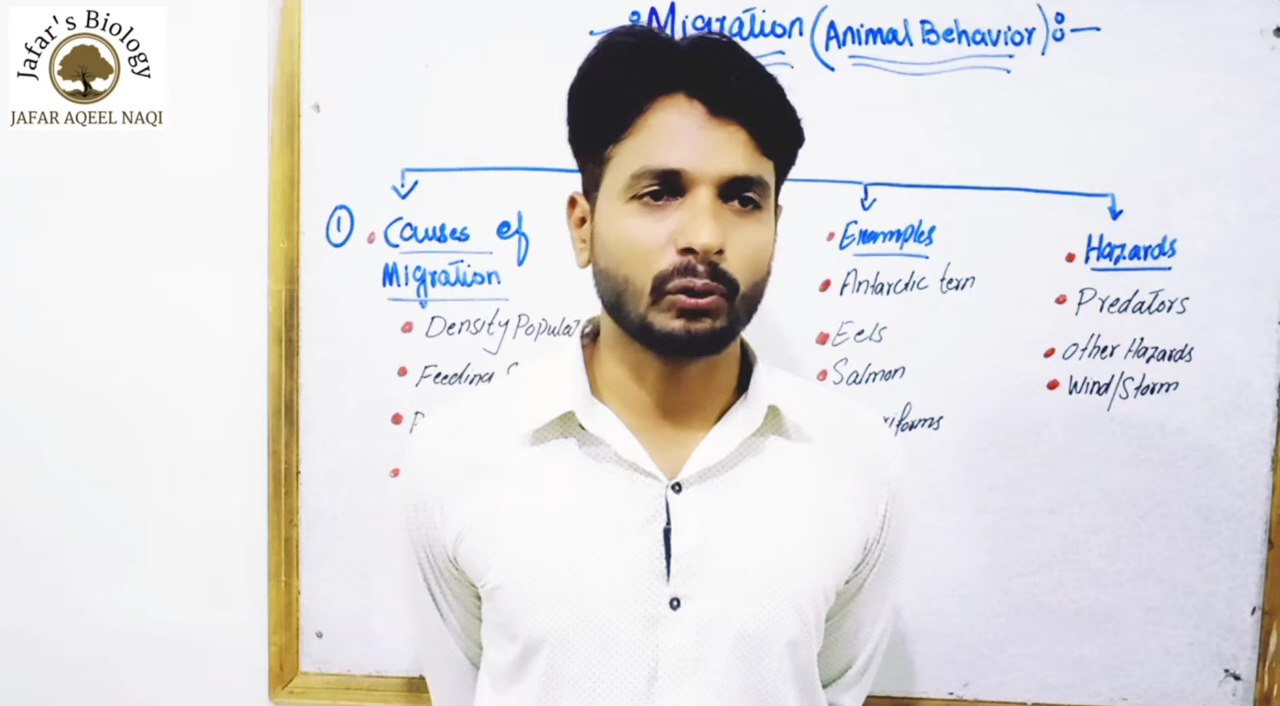 Jafar's Biology
JAFAR AQEEL NAQI
Migration (Animal Behavior):-
① Causes of
Migration
Density
Feeding
Examples
Antarctic tern
Eels
Salmon
Hazards
Predators
Other Hazards
Wind/Storm